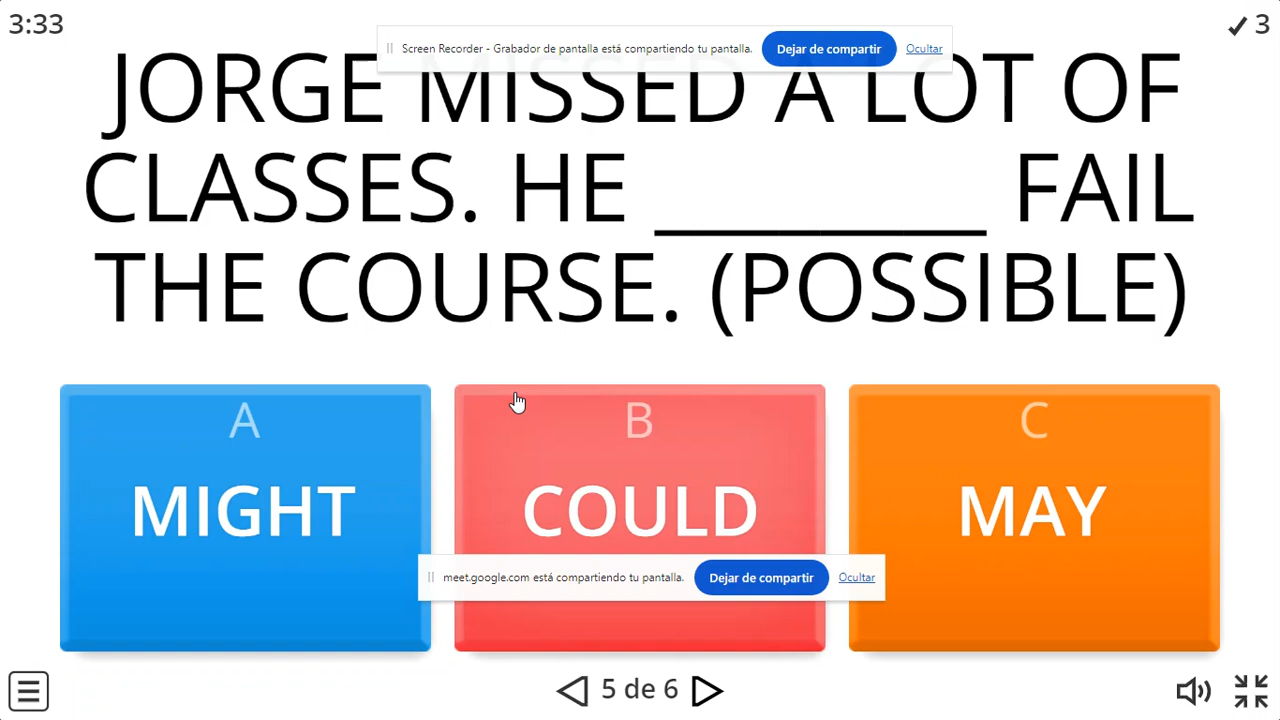 3:33
✓ 3
Screen Recorder - Grabador de pantalla está compartiendo tu pantalla. Dejar de compartir Ocultar
JORGE MISSED A LOT OF
CLASSES. HE ________ FAIL
THE COURSE. (POSSIBLE)
A
MIGHT
B
COULD
C
MAY
meet.google.com está compartiendo tu pantalla. Dejar de compartir Ocultar
5 de 6